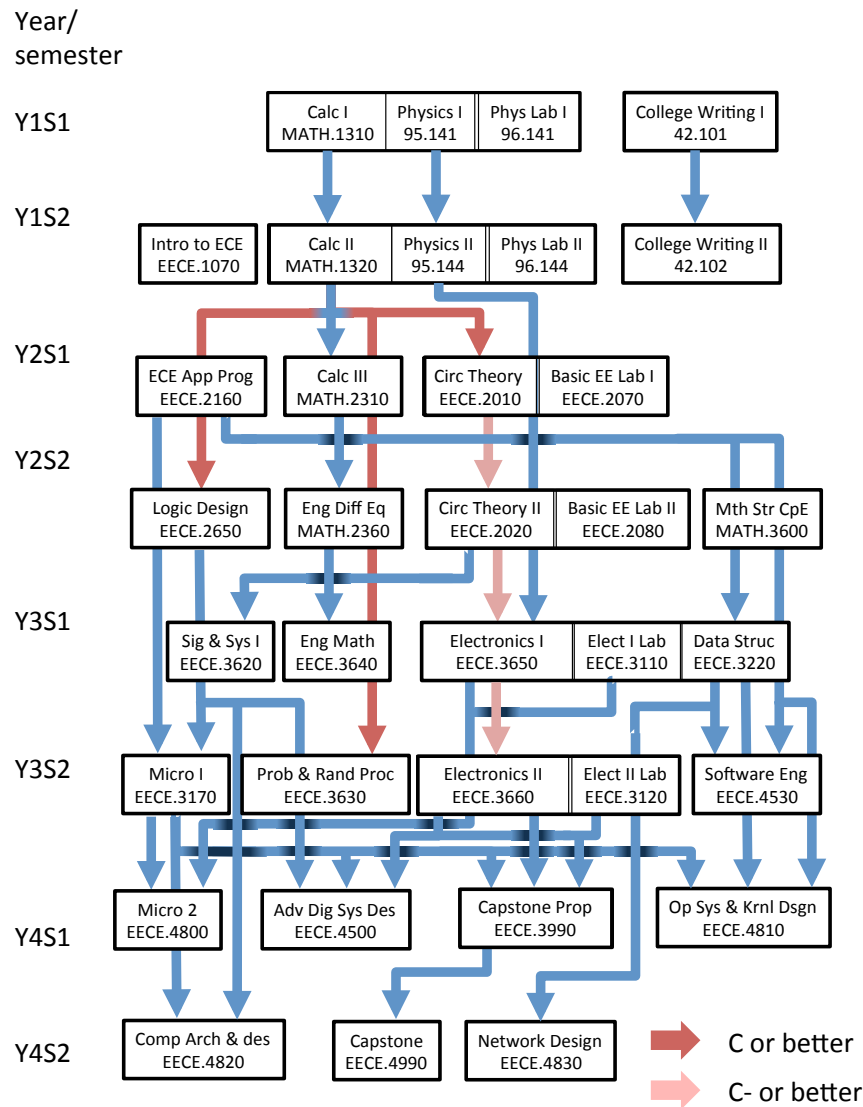 Year/
semester
Y1S1
Calc I
MATH.1310
Physics I
95.141
Phys Lab I
96.141
College Writing I
42.101
Y1S2
Intro to ECE
EECE.1070
Calc II
MATH.1320
Physics II
95.144
Phys Lab II
96.144
College Writing II
42.102
Y2S1
ECE App Prog
EECE.2160
Calc III
MATH.2310
Circ Theory
EECE.2010
Basic EE Lab I
EECE.2070
Y2S2
Logic Design
EECE.2650
Eng Diff Eq
MATH.2360
Circ Theory II
EECE.2020
Basic EE Lab II
EECE.2080
Mth Str CpE
MATH.3600
Y3S1
Sig & Sys I
EECE.3620
Eng Math
EECE.3640
Electronics I
EECE.3650
Elect I Lab
EECE.3110
Data Struc
EECE.3220
Y3S2
Micro I
EECE.3170
Prob & Rand Proc
EECE.3630
Electronics II
EECE.3660
Elect II Lab
EECE.3120
Software Eng
EECE.4530
Y4S1
Micro 2
EECE.4800
Adv Dig Sys Des
EECE.4500
Capstone Prop
EECE.3990
Op Sys & Krnl Dsgn
EECE.4810
Y4S2
Comp Arch & des
EECE.4820
Capstone
EECE.4990
Network Design
EECE.4830
C or better
C- or better